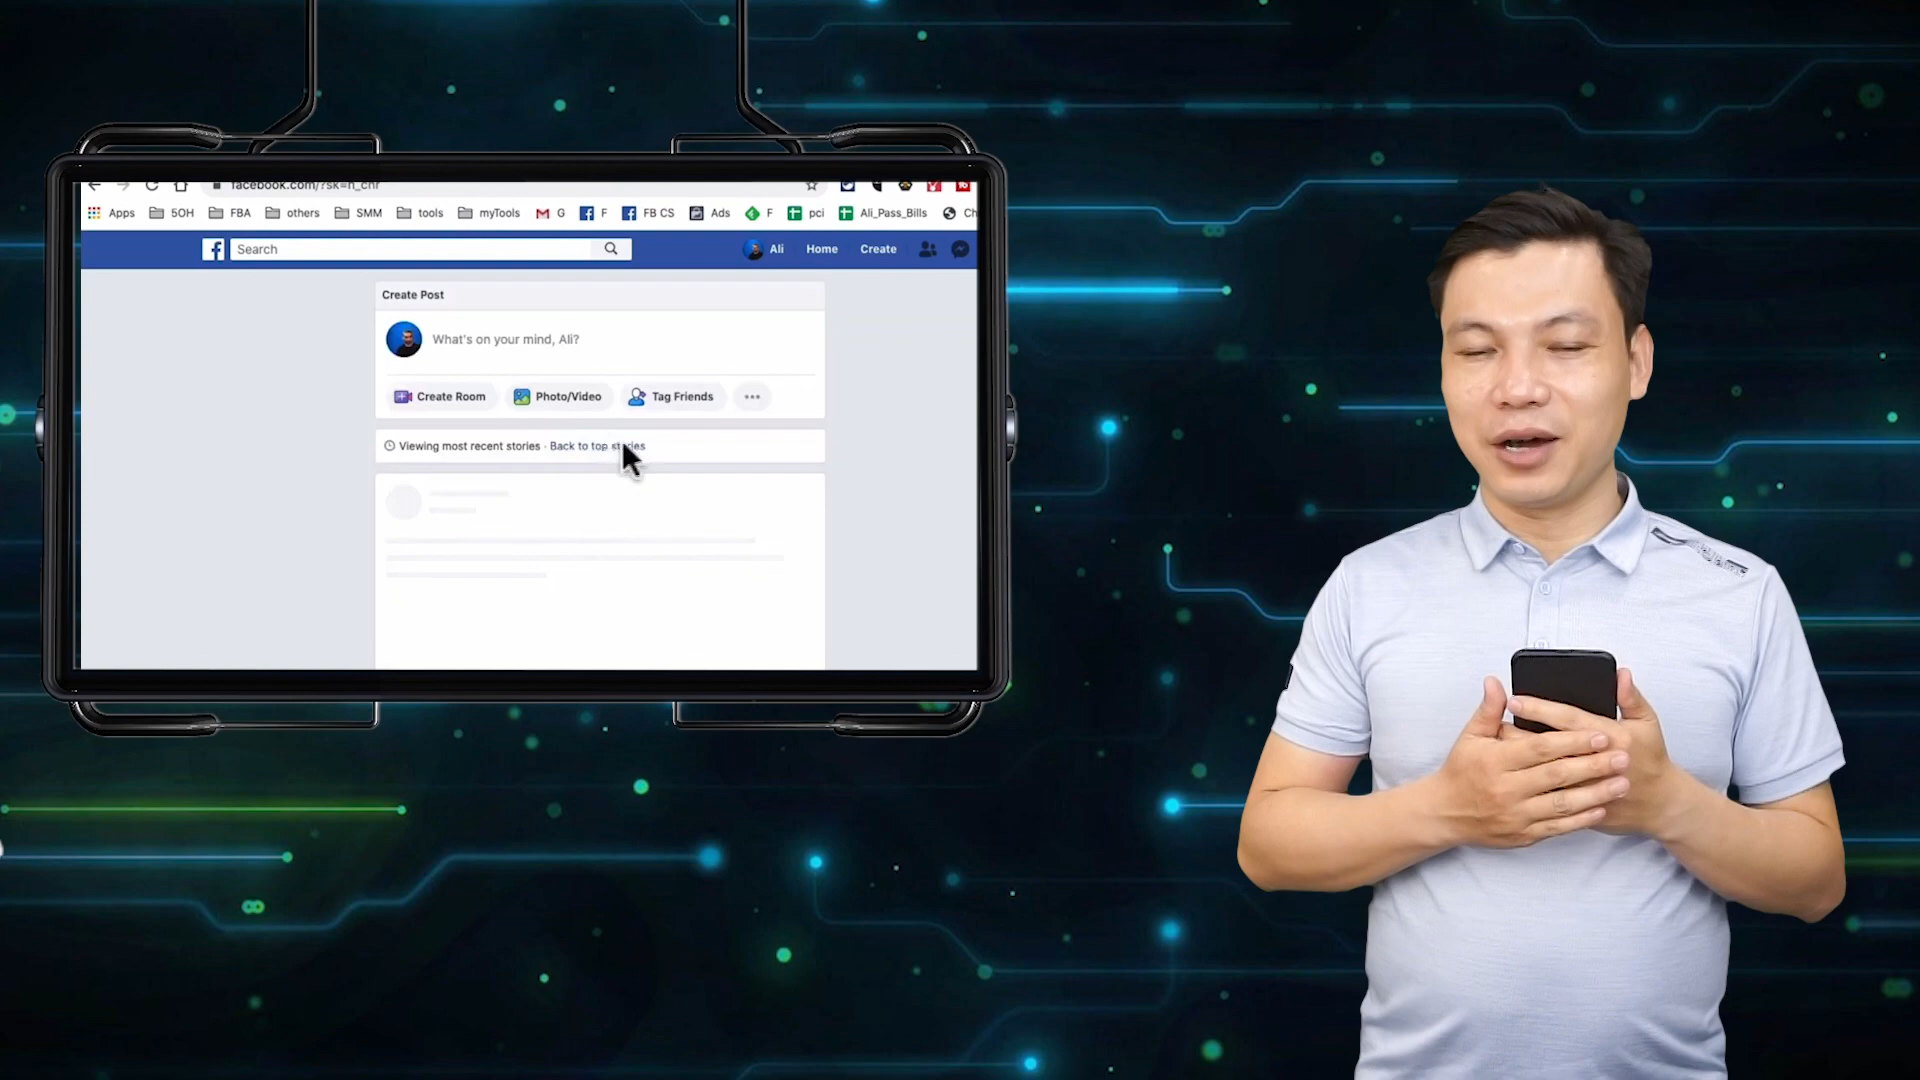 facebook.com/?sk=h_chr
Apps 5OH FBA others SMM tools myTools G F FB CS Ads F pci Ali_Pass_Bills Ch
Search Ali Home Create
Create Post
What's on your mind, Ali?
Create Room Photo/Video Tag Friends
Viewing most recent stories · Back to top stories